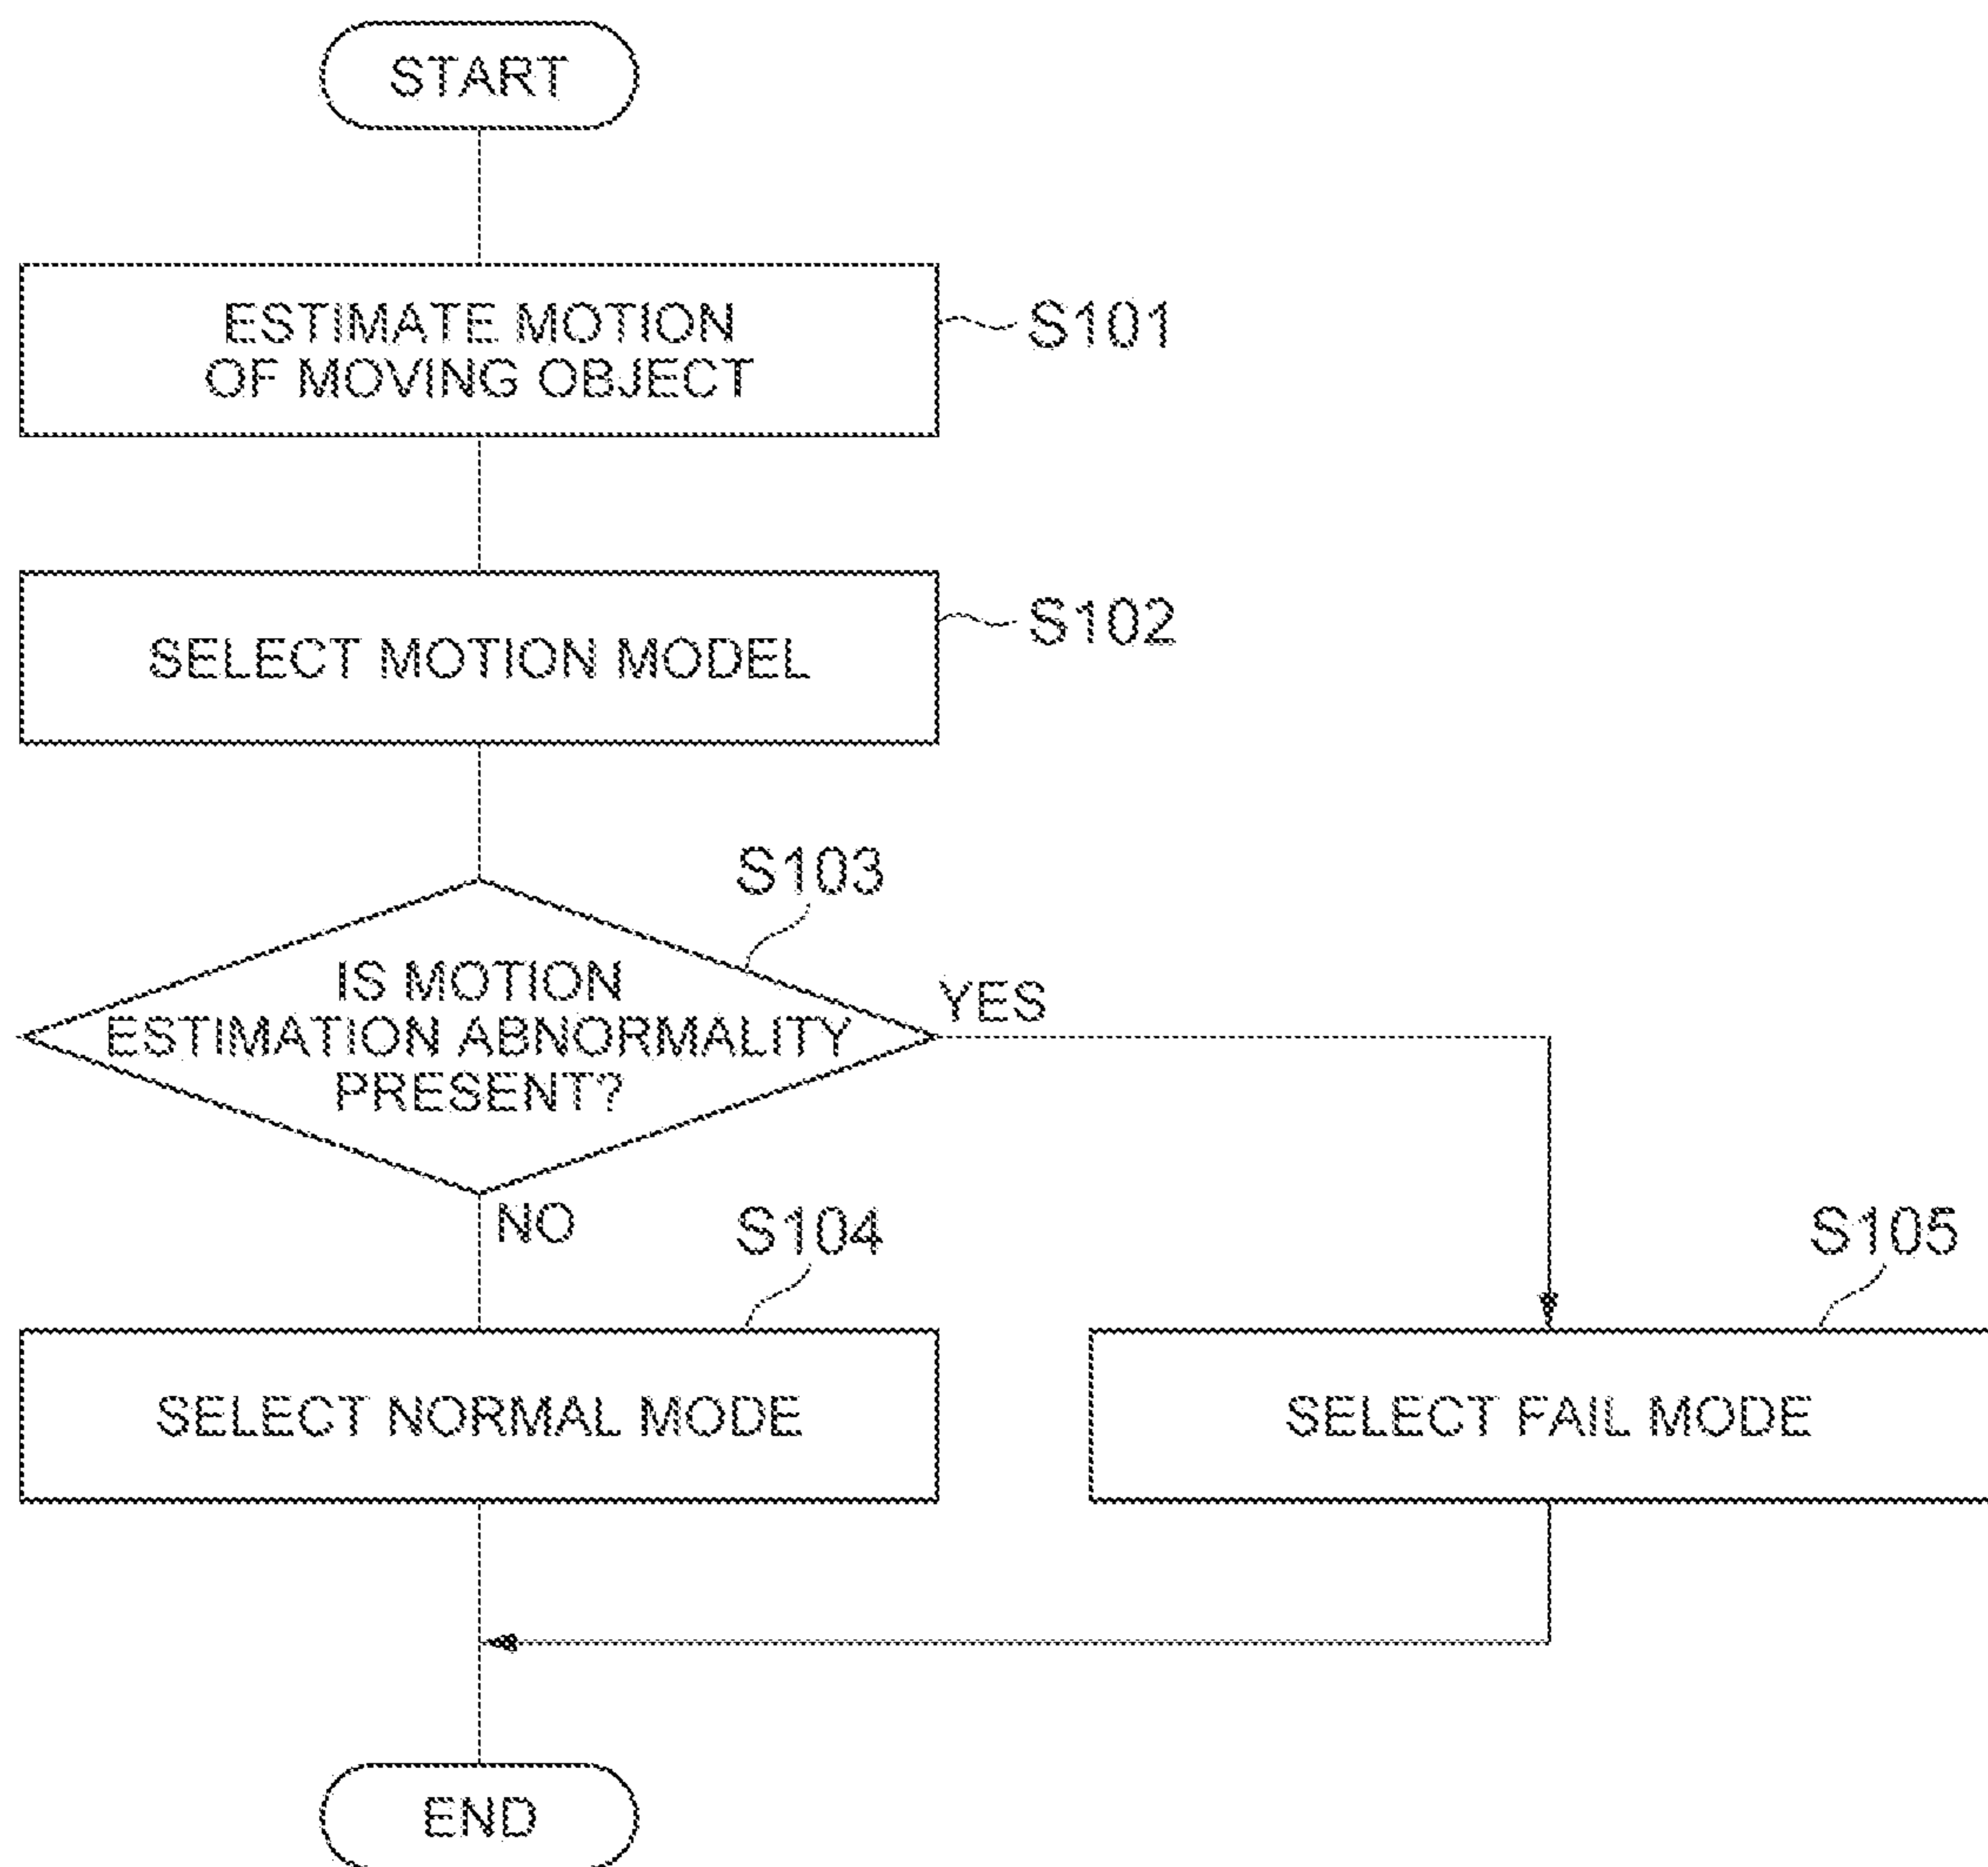 START
ESTIMATE MOTION
OF MOVING OBJECT
S101
SELECT MOTION MODEL
S102
S103
IS MOTION
ESTIMATION ABNORMALITY
PRESENT?
YES
NO
S104
S105
SELECT NORMAL MODE
SELECT FAIL MODE
END